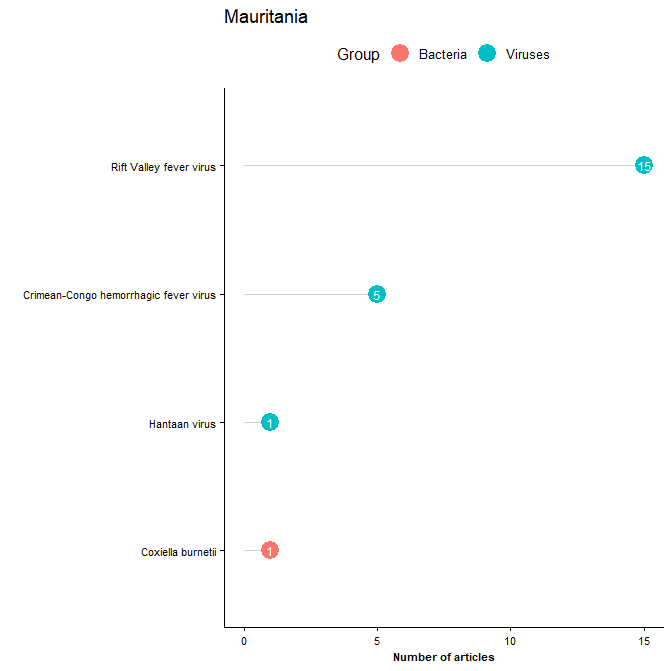 Mauritania
Group Bacteria Viruses
Rift Valley fever virus 15
Crimean-Congo hemorrhagic fever virus 5
Hantaan virus 1
Coxiella burnetii 1
0 5 10 15
Number of articles